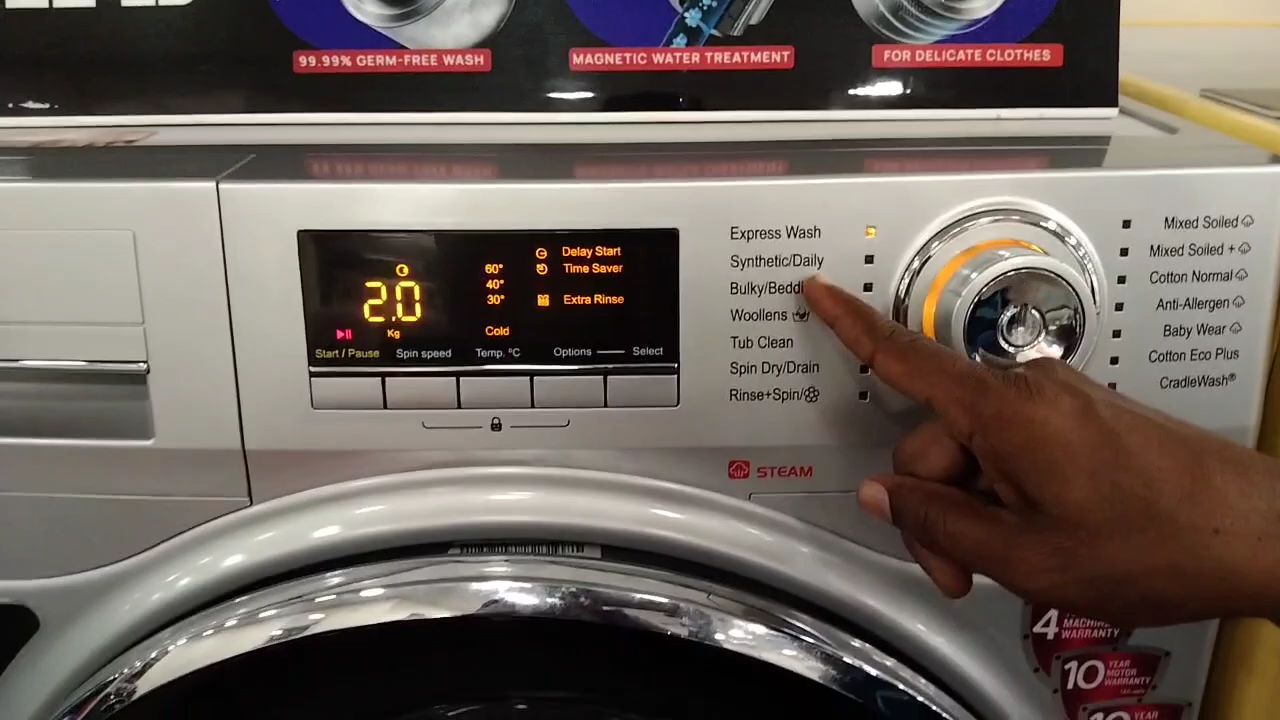 99.99% GERM-FREE WASH
MAGNETIC WATER TREATMENT
FOR DELICATE CLOTHES
2.0
Kg
Start / Pause
Spin speed
60°
40°
30°
Cold
Temp. °C
Delay Start
Time Saver
Extra Rinse
Options
Select
Express Wash
Synthetic/Daily
Woollens
Tub Clean
Spin Dry/Drain
Rinse+Spin/
STEAM
Mixed Soiled
Mixed Soiled +
Cotton Normal
Anti-Allergen
Baby Wear
Cotton Eco Plus
CradleWash®
4
WARRANTY
10 YEAR
MOTOR
WARRANTY